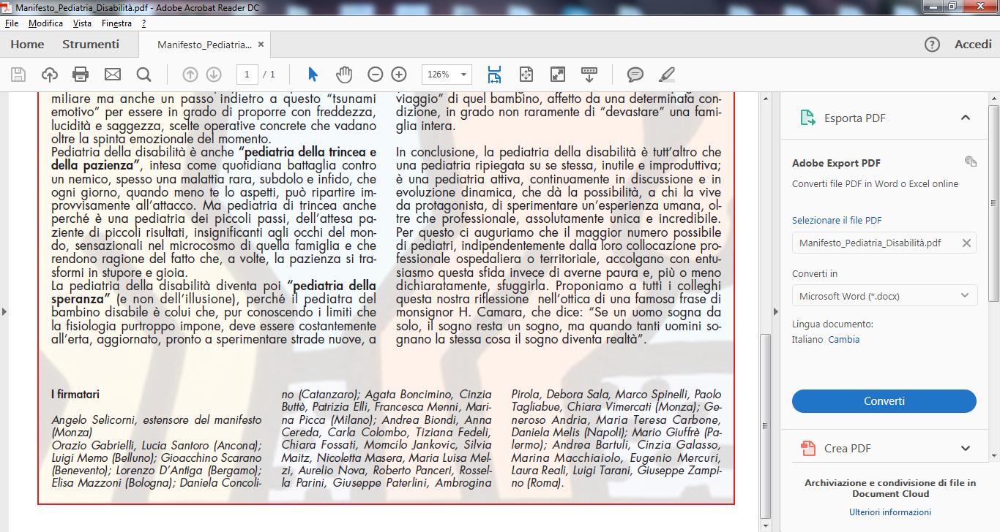 Manifesto_Pediatria_Disabilità.pdf - Adobe Acrobat Reader DC
File Modifica Vista Finestra ?
Home Strumenti Manifesto_Pediatria... × ? Accedi
1 / 1 126%
miliare ma anche un passo indietro a questo “tsunami
emotivo” per essere in grado di proporre con freddezza,
lucidità e saggezza, scelte operative concrete che vadano
oltre la spinta emozionale del momento.
Pediatria della disabilità è anche “pediatria della trincea e
della pazienza”, intesa come quotidiana battaglia contro
un nemico, spesso una malattia rara, subdolo e infido, che
ogni giorno, quando meno te lo aspetti, può ripartire im-
provvisamente all’attacco. Ma pediatria di trincea anche
perché è una pediatria dei piccoli passi, dell’attesa pa-
ziente di piccoli risultati, insignificanti agli occhi del mon-
do, sensazionali nel microcosmo di quella famiglia e che
rendono ragione del fatto che, a volte, la pazienza si tra-
sformi in stupore e gioia.
La pediatria della disabilità diventa poi “pediatria della
speranza” (e non dell’illusione), perché il pediatra del
bambino disabile è colui che, pur conoscendo i limiti che
la fisiologia purtroppo impone, deve essere costantemente
all’erta, aggiornato, pronto a sperimentare strade nuove, a
viaggio” di quel bambino, affetto da una determinata con-
dizione, in grado non raramente di “devastare” una fami-
glia intera.
In conclusione, la pediatria della disabilità è tutt’altro che
una pediatria ripiegata su se stessa, inutile e improduttiva;
è una pediatria attiva, continuamente in discussione e in
evoluzione dinamica, che dà la possibilità, a chi la vive
da protagonista, di sperimentare un’esperienza umana, ol-
tre che professionale, assolutamente unica e incredibile.
Per questo ci auguriamo che il maggior numero possibile
di pediatri, indipendentemente dalla loro collocazione pro-
fessionale ospedaliera o territoriale, accolgano con entu-
siasmo questa sfida invece di averne paura e, più o meno
dichiaratamente, sfuggirla. Proponiamo a tutti i colleghi
questa nostra riflessione nell’ottica di una famosa frase di
monsignor H. Camara, che dice: “Se un uomo sogna da
solo, il sogno resta un sogno, ma quando tanti uomini so-
gnano la stessa cosa il sogno diventa realtà”.
I firmatari
Angelo Selicorni, estensore del manifesto
(Monza)
Orazio Gabrielli, Lucia Santoro (Ancona);
Luigi Memo (Belluno); Gioacchino Scarano
(Benevento); Lorenzo D’Antiga (Bergamo);
Elisa Mazzoni (Bologna); Daniela Concoli-
no (Catanzaro); Agata Boncimino, Cinzia
Buttè, Patrizia Elli, Francesca Menni, Mari-
na Picca (Milano); Andrea Biondi, Anna
Cereda, Carla Colombo, Tiziana Fedeli,
Chiara Fossati, Momcilo Jankovic, Silvia
Maitz, Nicoletta Masera, Maria Luisa Mel-
zi, Aurelio Nova, Roberto Panceri, Rossel-
la Parini, Giuseppe Paterlini, Ambrogina
Pirola, Debora Sala, Marco Spinelli, Paolo
Tagliabue, Chiara Vimercati (Monza); Ge-
neroso Andria, Maria Teresa Carbone,
Daniela Melis (Napoli); Mario Giuffrè (Pa-
lermo); Andrea Bartuli, Cinzia Galasso,
Marina Macchiaiolo, Eugenio Mercuri,
Laura Reali, Luigi Tarani, Giuseppe Zampi-
no (Roma).
Esporta PDF
Adobe Export PDF
Converti file PDF in Word o Excel online
Selezionare il file PDF
Manifesto_Pediatria_Disabilità.pdf
Converti in
Microsoft Word (*.docx)
Lingua documento:
Italiano Cambia
Converti
Crea PDF
Archiviazione e condivisione di file in
Document Cloud
Ulteriori informazioni